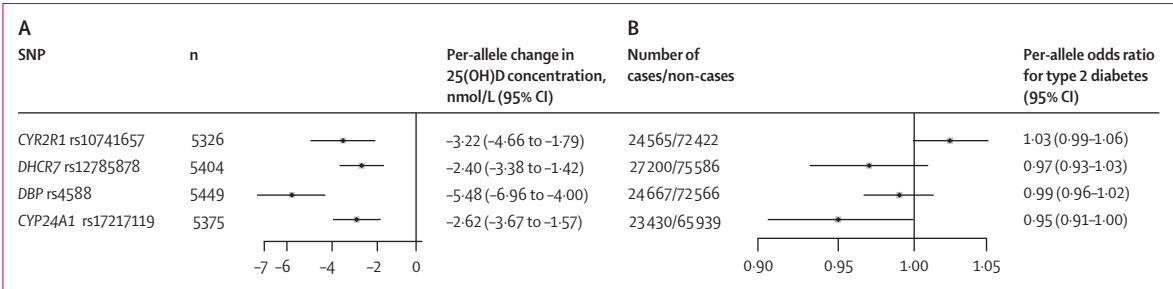 A B
SNP n Per-allele change in Number of Per-allele odds ratio
25(OH)D concentration, cases/non-cases for type 2 diabetes
nmol/L (95% CI) (95% CI)
CYR2R1 rs10741657 5326 –3·22 (–4·66 to –1·79) 24 565/72 422 1·03 (0·99–1·06)
DHCR7 rs12785878 5404 –2·40 (–3·38 to –1·42) 27 200/75 586 0·97 (0·93–1·03)
DBP rs4588 5449 –5·48 (–6·96 to –4·00) 24 667/72 566 0·99 (0·96–1·02)
CYP24A1 rs17217119 5375 –2·62 (–3·67 to –1·57) 23 430/65 939 0·95 (0·91–1·00)
–7 –6 –4 –2 0 0·90 0·95 1·00 1·05